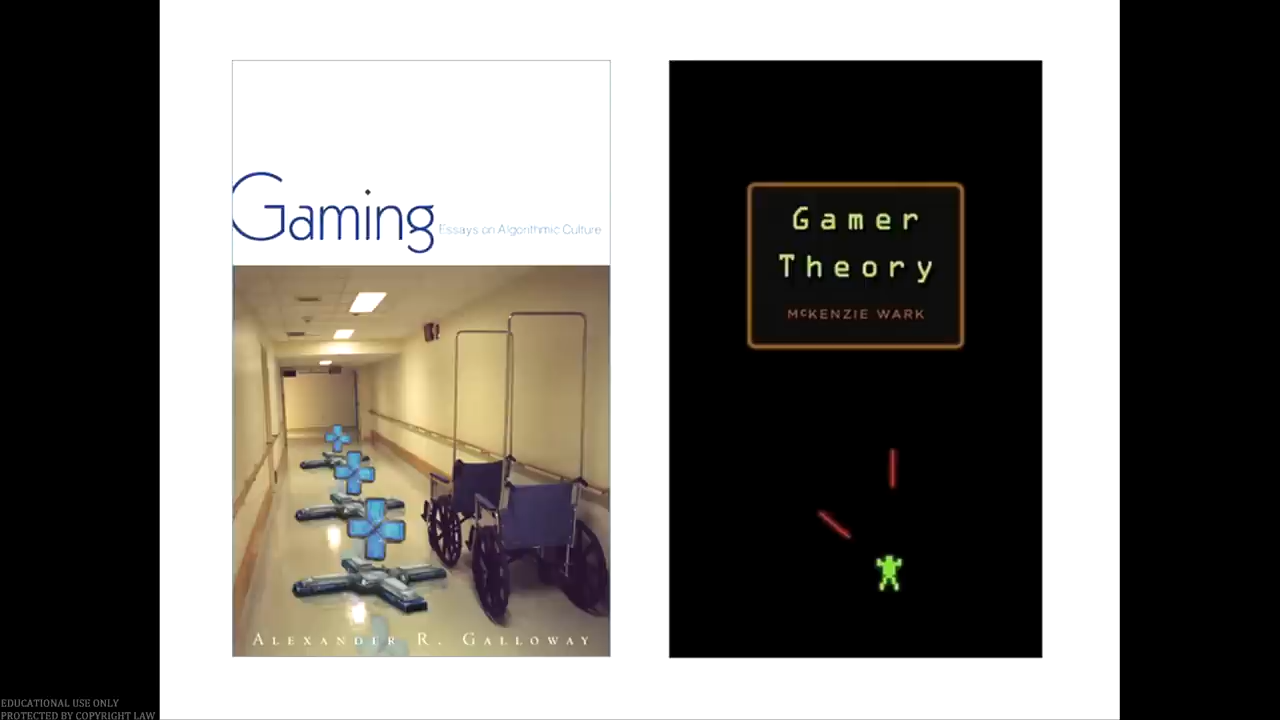 Gaming Essays on Algorithmic Culture
ALEXANDER R. GALLOWAY
Gamer
Theory
McKENZIE WARK
EDUCATIONAL USE ONLY
PROTECTED BY COPYRIGHT LAW